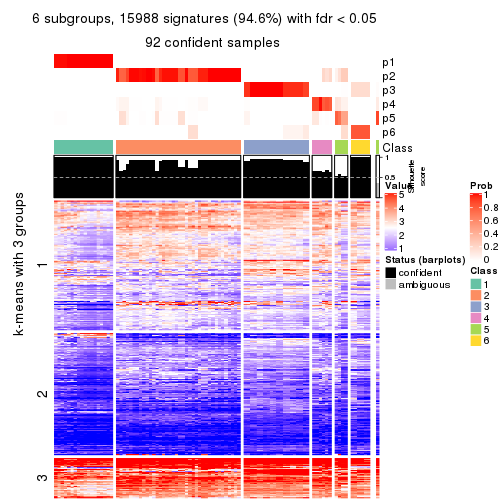 6 subgroups, 15988 signatures (94.6%) with fdr < 0.05
92 confident samples
p1
p2
p3
p4
p5
p6
Class
1
0.5
Silhouette
score
k-means with 3 groups
1
2
3
Value
5
4
3
2
1
Status (barplots)
confident
ambiguous
Prob
1
0.8
0.6
0.4
0.2
0
Class
1
2
3
4
5
6